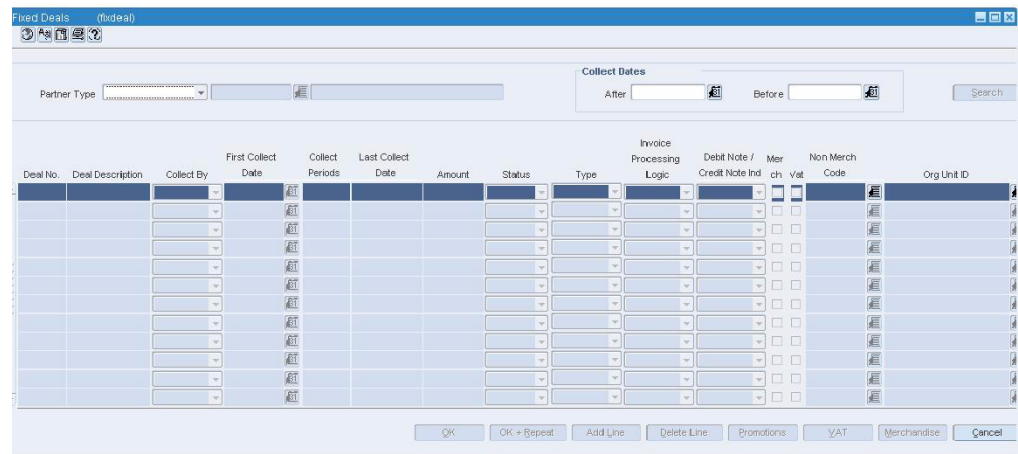 Fixed Deals (fixdeal)
Collect Dates
Partner Type After Before Search
Invoice
First Collect Collect Last Collect Processing Debit Note / Mer Non Merch
Deal No. Deal Description Collect By Date Periods Date Amount Status Type Logic Credit Note Ind ch Vat Code Org Unit ID
OK OK + Repeat Add Line Delete Line Promotions VAT Merchandise Cancel